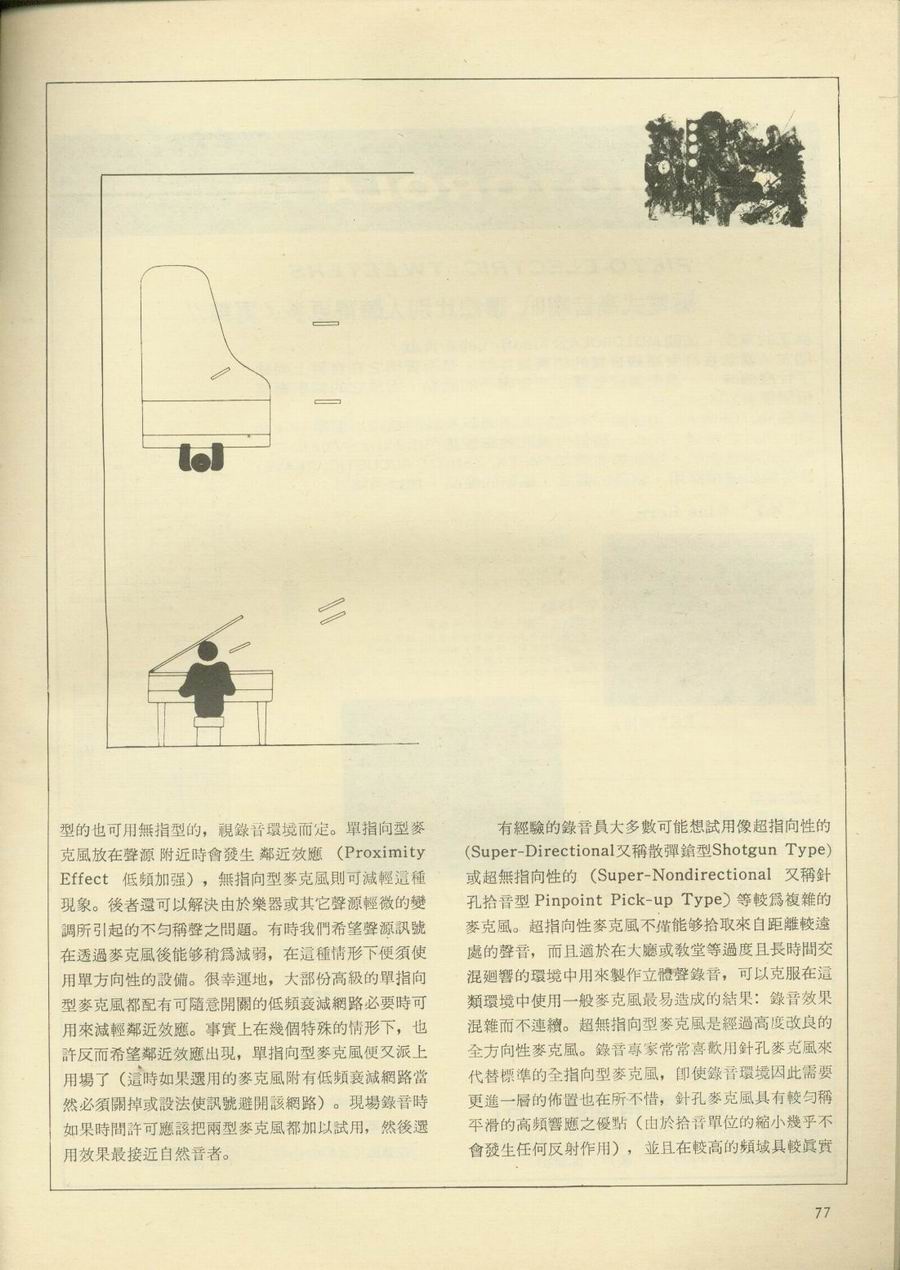 型的也可用無指型的，視錄音環境而定。單指向型麥
克風放在聲源附近時會發生鄰近效應 (Proximity
Effect 低頻加强)，無指向型麥克風則可減輕這種
現象。後者還可以解決由於樂器或其它聲源輕微的變
調所引起的不勻稱聲之問題。有時我們希望聲源訊號
在透過麥克風後能够稍爲減弱，在這種情形下便須使
用單方向性的設備。很幸運地，大部份高級的單指向
型麥克風都配有可隨意開關的低頻衰減網路必要時可
用來減輕鄰近效應。事實上在幾個特殊的情形下，也
許反而希望鄰近效應出現，單指向型麥克風便又派上
用場了（這時如果選用的麥克風附有低頻衰減網路當
然必須關掉或設法使訊號避開該網路）。現場錄音時
如果時間許可應該把兩型麥克風都加以試用，然後選
用效果最接近自然音者。
有經驗的錄音員大多數可能想試用像超指向性的
(Super-Directional又稱散彈鎗型Shotgun Type)
或超無指向性的 (Super-Nondirectional 又稱針
孔拾音型 Pinpoint Pick-up Type) 等較爲複雜的
麥克風。超指向性麥克風不僅能够拾取來自距離較遠
處的聲音，而且適於在大廳或敎堂等過度且長時間交
混廻響的環境中用來製作立體聲錄音，可以克服在這
類環境中使用一般麥克風最易造成的結果：錄音效果
混雜而不連續。超無指向型麥克風是經過高度改良的
全方向性麥克風。錄音專家常常喜歡用針孔麥克風來
代替標準的全指向型麥克風，卽使錄音環境因此需要
更進一層的佈置也在所不惜，針孔麥克風具有較勻稱
平滑的高頻響應之優點（由於拾音單位的縮小幾乎不
會發生任何反射作用），並且在較高的頻域具較眞實
77